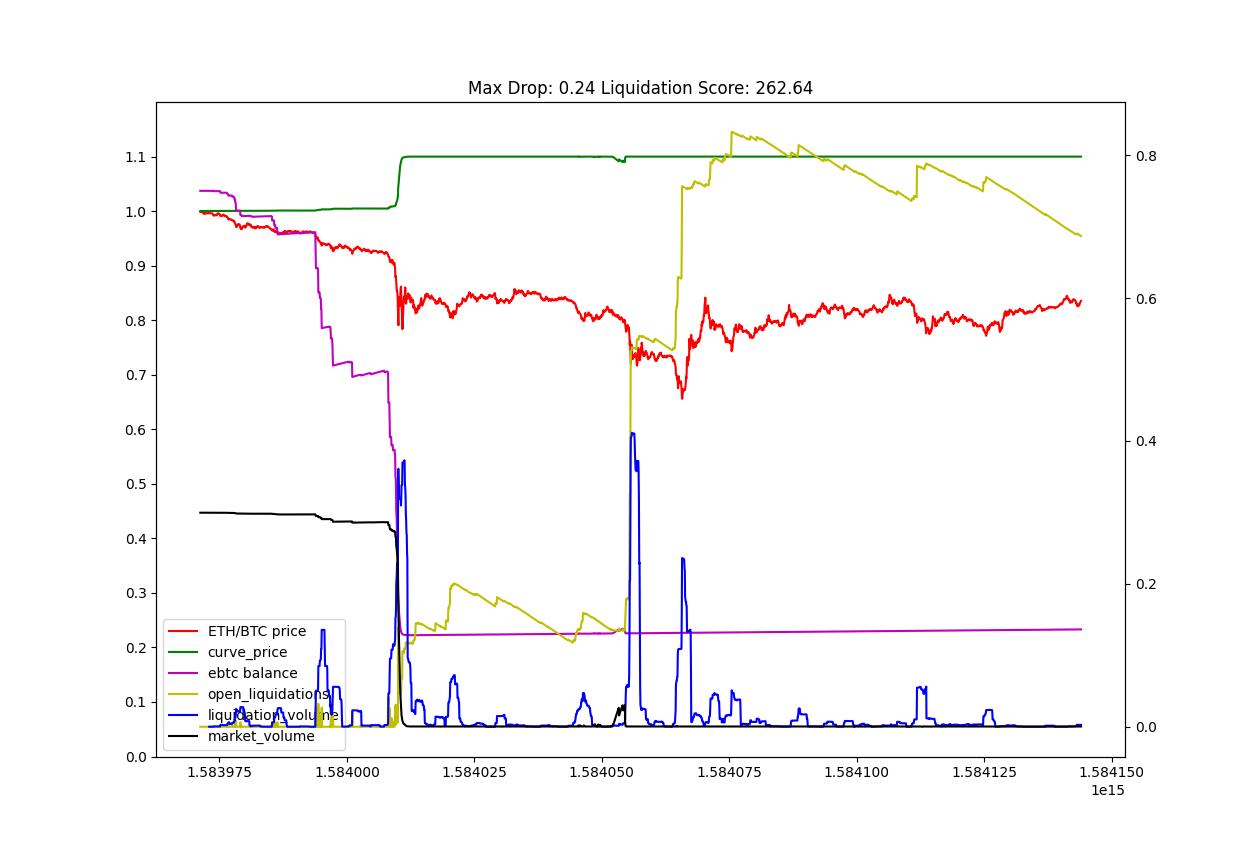 Max Drop: 0.24 Liquidation Score: 262.64
1.1
1.0
0.9
0.8
0.7
0.6
0.5
0.4
0.3
0.2
0.1
0.0
0.8
0.6
0.4
0.2
0.0
ETH/BTC price
curve_price
ebtc balance
open_liquidations
liquidation_volume
market_volume
1.583975 1.584000 1.584025 1.584050 1.584075 1.584100 1.584125 1.584150
1e15